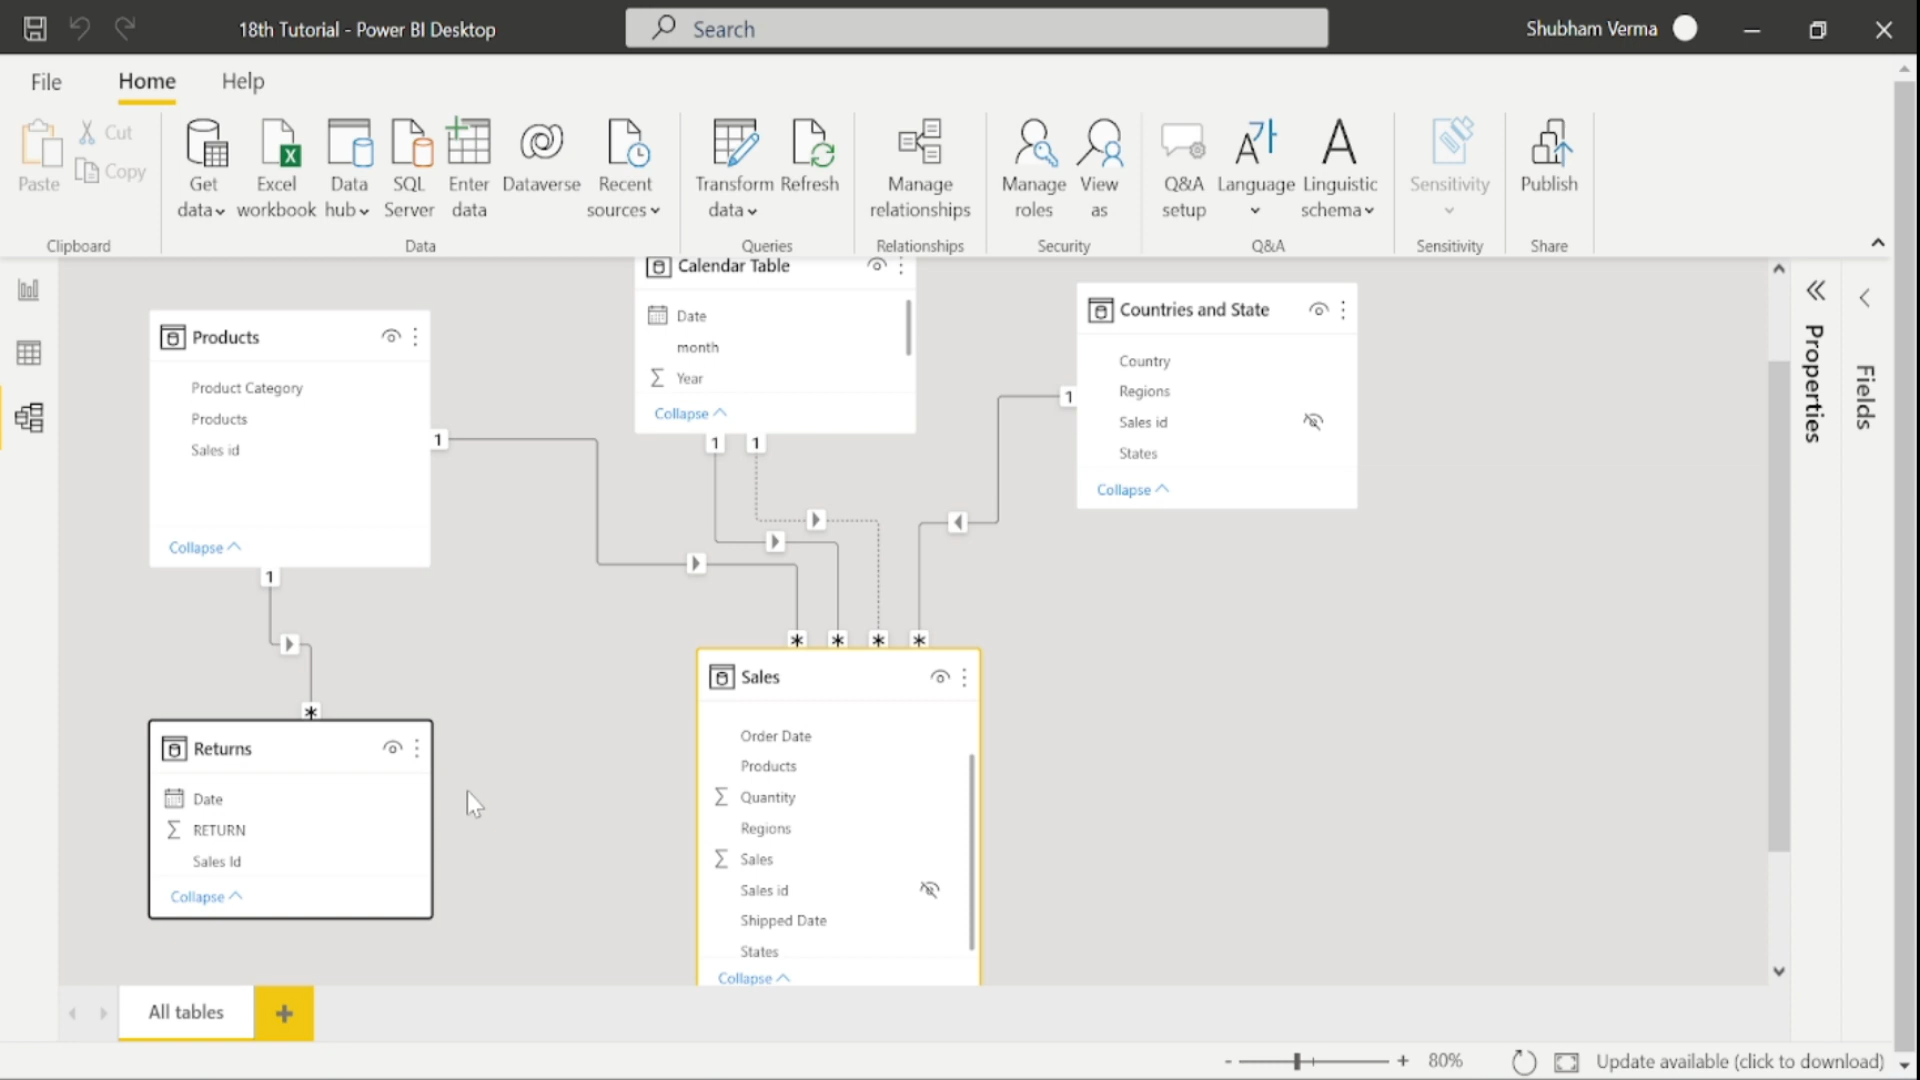 18th Tutorial - Power BI Desktop
Search
Shubham Verma
File
Home
Help
Paste
Cut
Copy
Clipboard
Get data
Excel workbook
Data hub
SQL Server
Enter data
Dataverse
Recent sources
Data
Transform data
Refresh
Queries
Manage relationships
Relationships
Manage roles
View as
Security
Q&A setup
Language
Linguistic schema
Q&A
Sensitivity
Sensitivity
Publish
Share
Calendar Table
Date
month
Year
Collapse
Products
Product Category
Products
Sales id
Collapse
Countries and State
Country
Regions
Sales id
States
Collapse
1
1
1
1
1
*
*
*
*
*
Returns
Date
RETURN
Sales Id
Collapse
Sales
Order Date
Products
Quantity
Regions
Sales
Sales id
Shipped Date
States
Collapse
Properties
Fields
All tables
+
- + 80%
Update available (click to download)